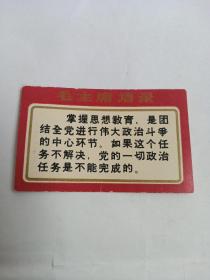 毛主席语录
掌握思想教育，是团
结全党进行伟大政治斗争
的中心环节。如果这个任
务不解决，党的一切政治
任务是不能完成的。